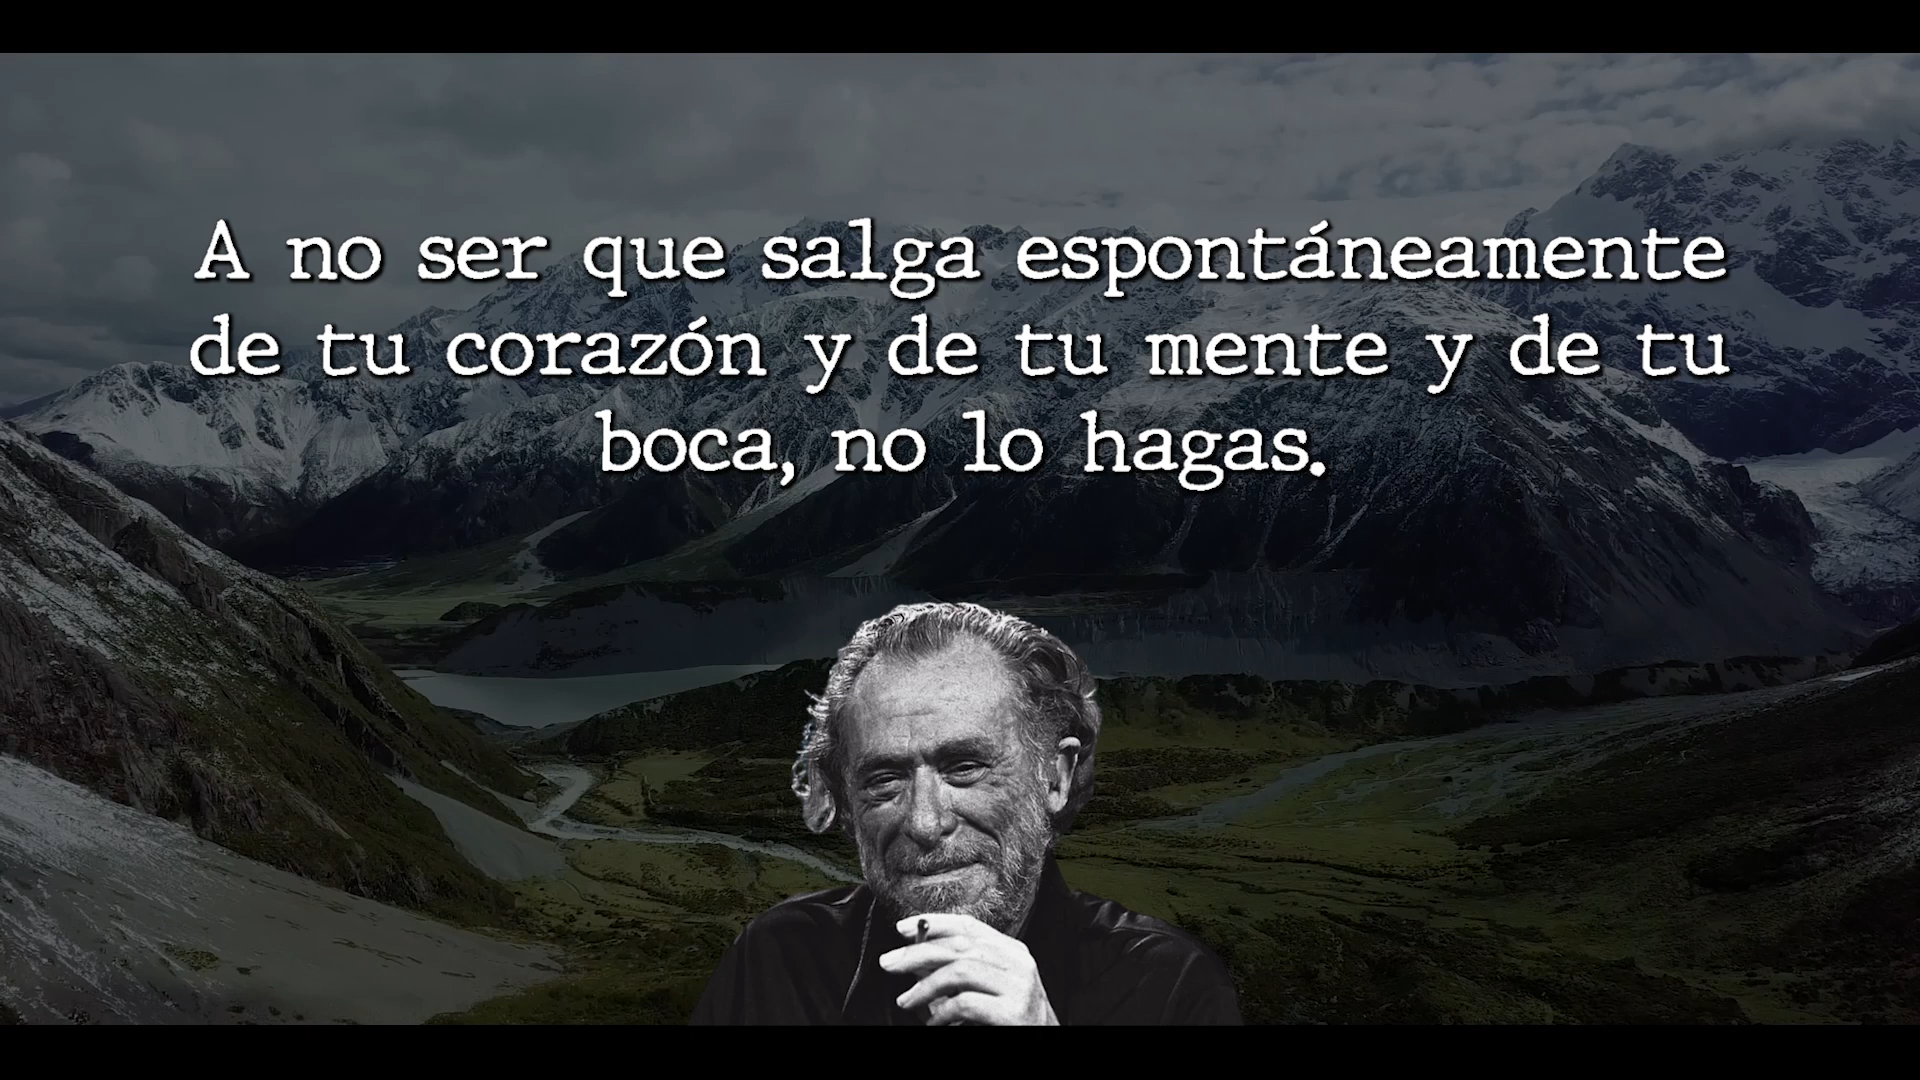 A no ser que salga espontáneamente
de tu corazón y de tu mente y de tu
boca, no lo hagas.